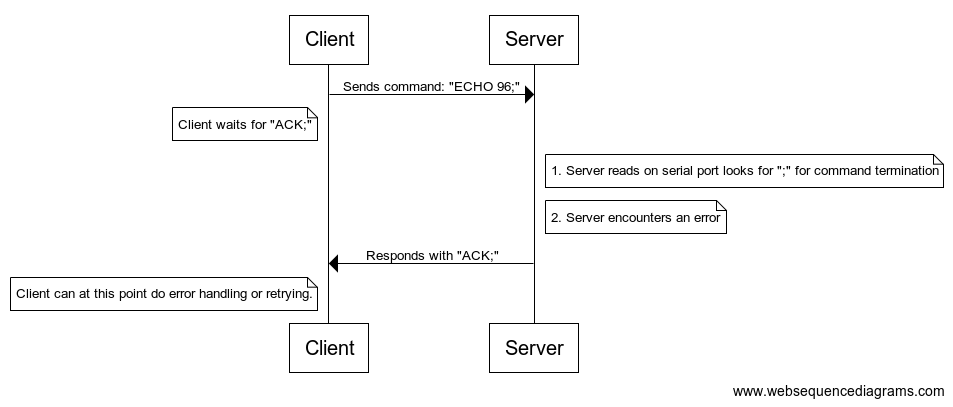 Client
Server
Sends command: "ECHO 96;"
Client waits for "ACK;"
1. Server reads on serial port looks for ";" for command termination
2. Server encounters an error
Responds with "ACK;"
Client can at this point do error handling or retrying.
Client
Server
www.websequencediagrams.com